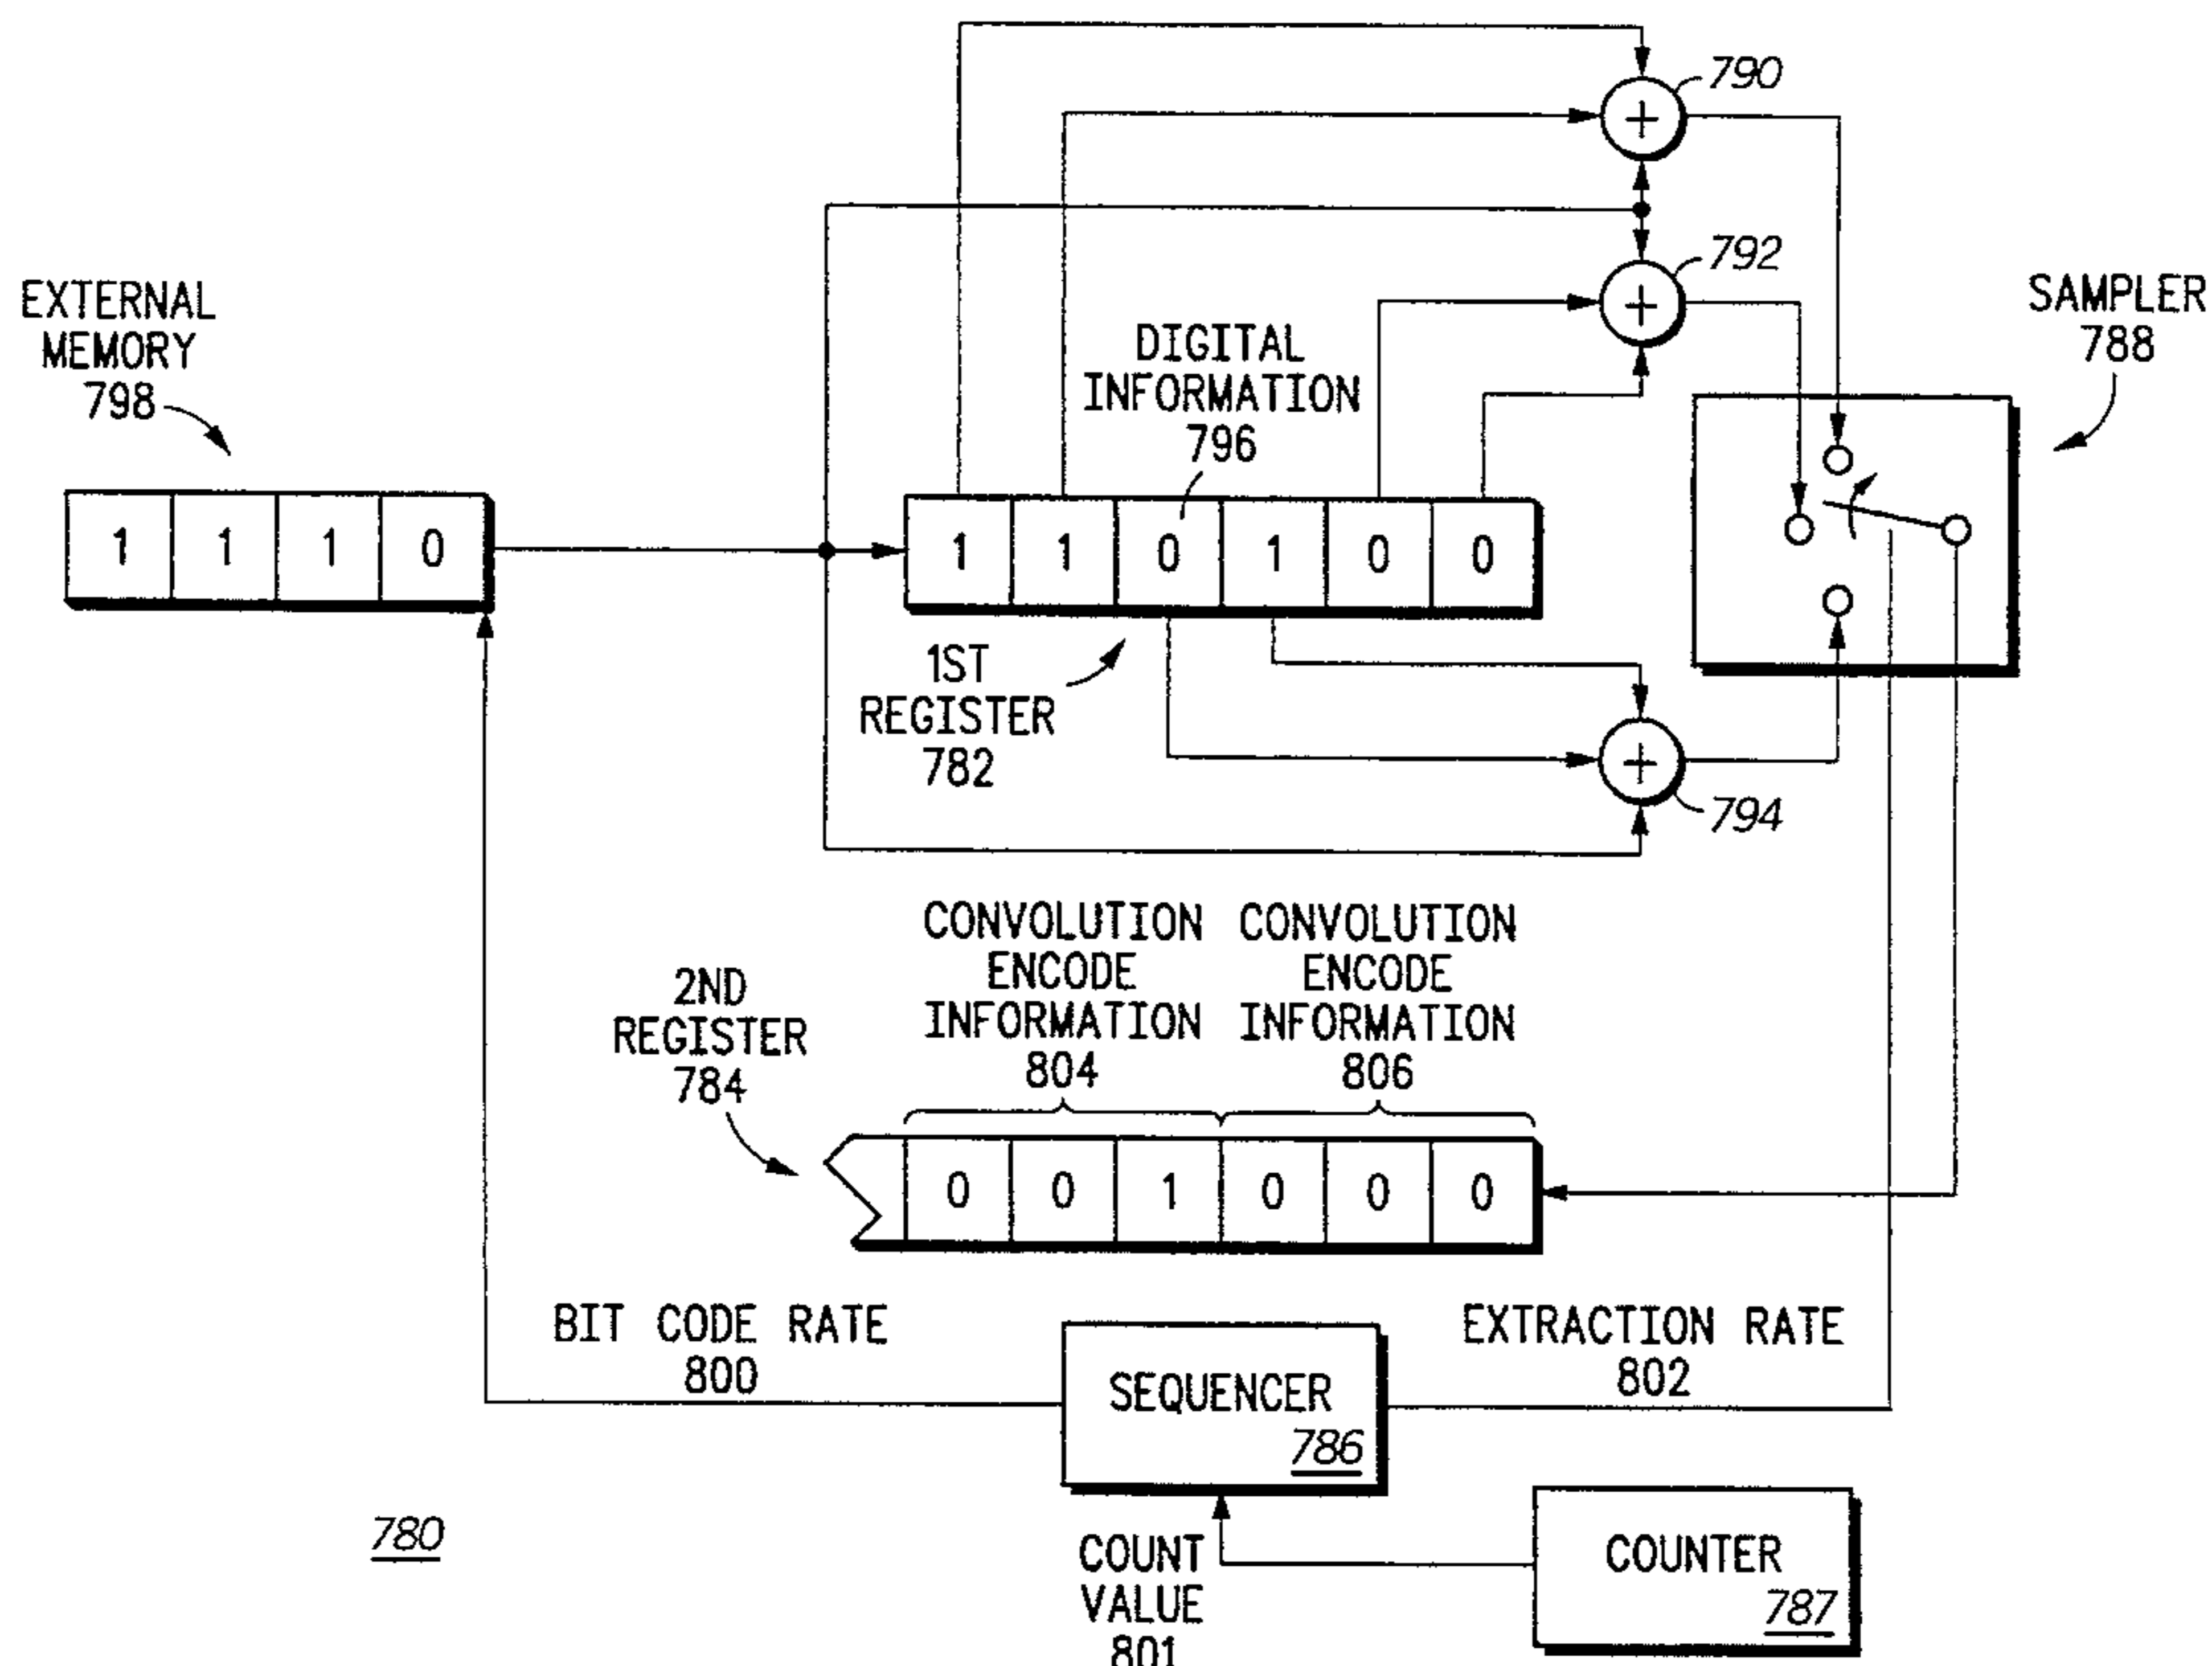 790
792
EXTERNAL
MEMORY
798
DIGITAL
INFORMATION
796
SAMPLER
788
1 1 1 0
1 1 0 1 0 0
1ST
REGISTER
782
794
CONVOLUTION
ENCODE
INFORMATION
804
CONVOLUTION
ENCODE
INFORMATION
806
2ND
REGISTER
784
0 0 1 0 0 0
BIT CODE RATE
800
SEQUENCER
786
EXTRACTION RATE
802
780
COUNT
VALUE
801
COUNTER
787